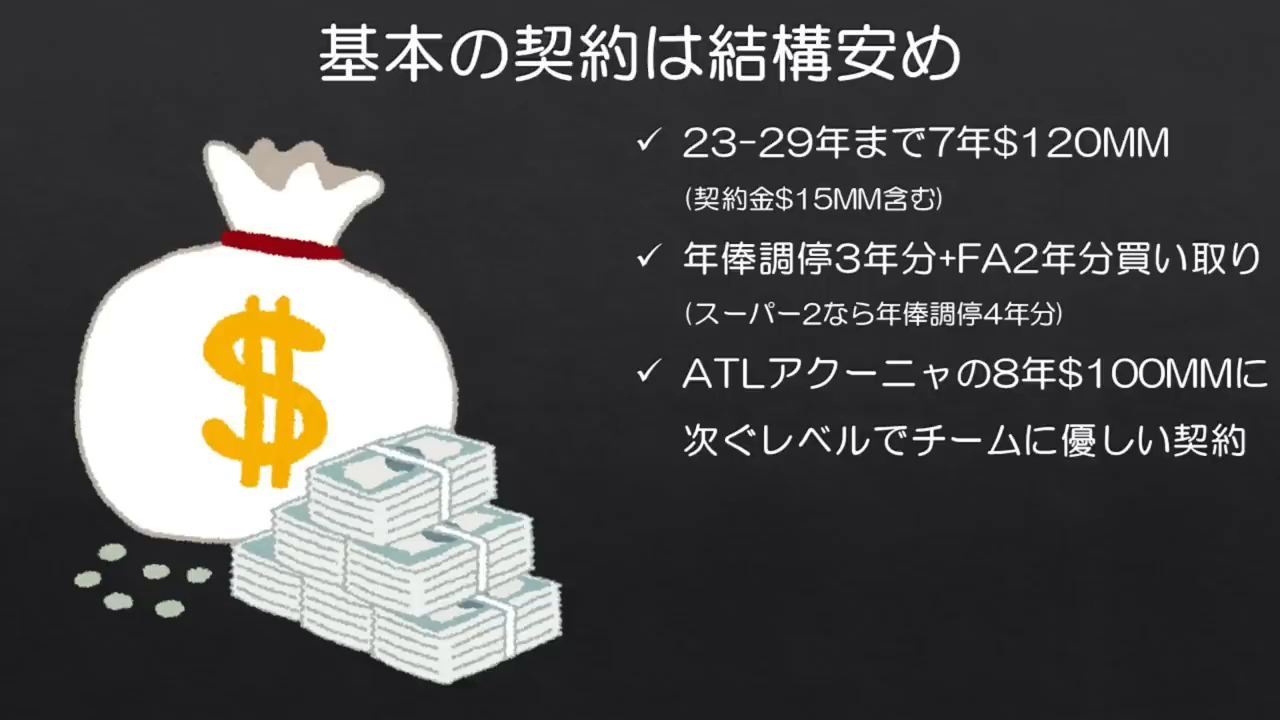 基本の契約は結構安め
✓ 23-29年まで7年$120MM
(契約金$15MM含む)
✓ 年俸調停3年分+FA2年分買い取り
(スーパー2なら年俸調停4年分)
✓ ATLアクーニャの8年$100MMに
次ぐレベルでチームに優しい契約
$